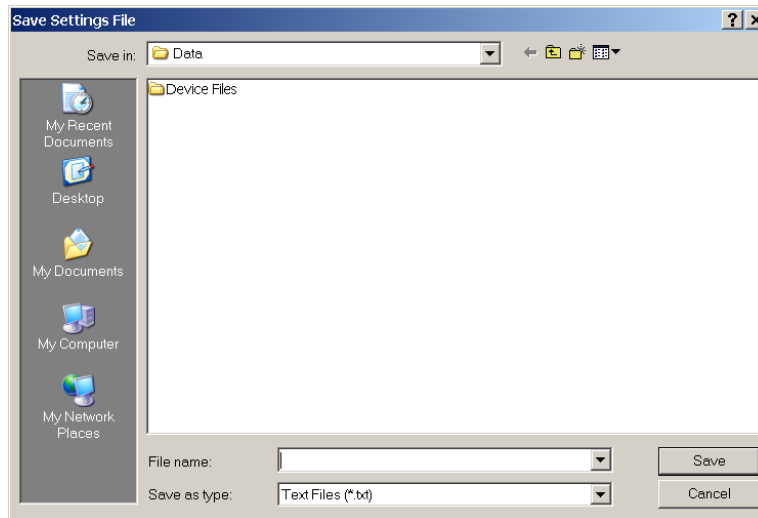 Save Settings File
Save in:
Data
My Recent
Documents
Desktop
My Documents
My Computer
My Network
Places
Device Files
File name:
Save
Save as type:
Text Files (*.txt)
Cancel